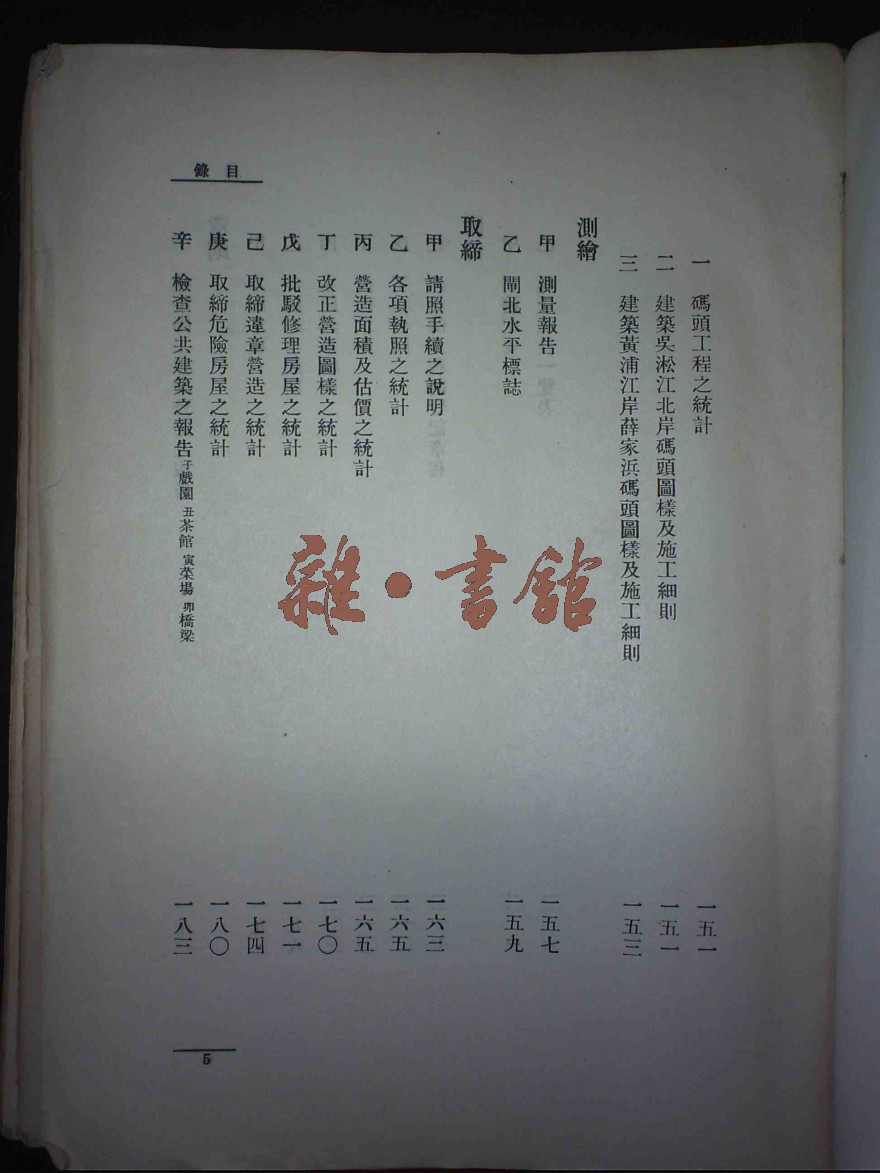 目錄
一 碼頭工程之統計 一五一
二 建築吳淞江北岸碼頭圖樣及施工細則 一五一
三 建築黃浦江岸薛家浜碼頭圖樣及施工細則 一五三
測繪
甲 測量報告 一五七
乙 閘北水平標誌 一五九
取締
甲 請照手續之說明 一六三
乙 各項執照之統計 一六五
丙 營造面積及估價之統計 一六五
丁 改正營造圖樣之統計 一七〇
戊 批駁修理房屋之統計 一七一
己 取締違章營造之統計 一七四
庚 取締危險房屋之統計 一八〇
辛 檢查公共建築之報告 子戲園 丑茶館 寅菜場 卯橋梁 一八三
5
雜·書館